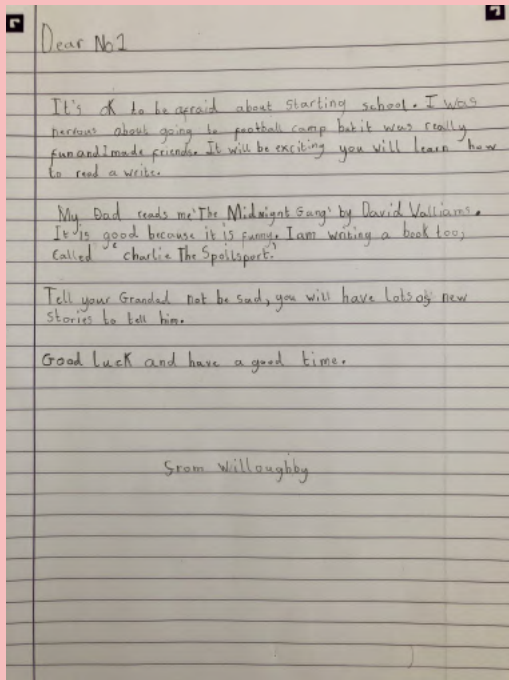 Dear No1
It's OK to be afraid about starting school. I was
nervous about going to football camp but it was really
fun and I made friends. It will be exciting you will learn how
to read a write.
My Dad reads me 'The Midnight Gang' by David Walliams.
It is good because it is funny. I am writing a book too,
Called "charlie The Spoilsport."
Tell your Grandad not be sad, you will have lots of new
stories to tell him.
Good luck and have a good time.
From Willoughby